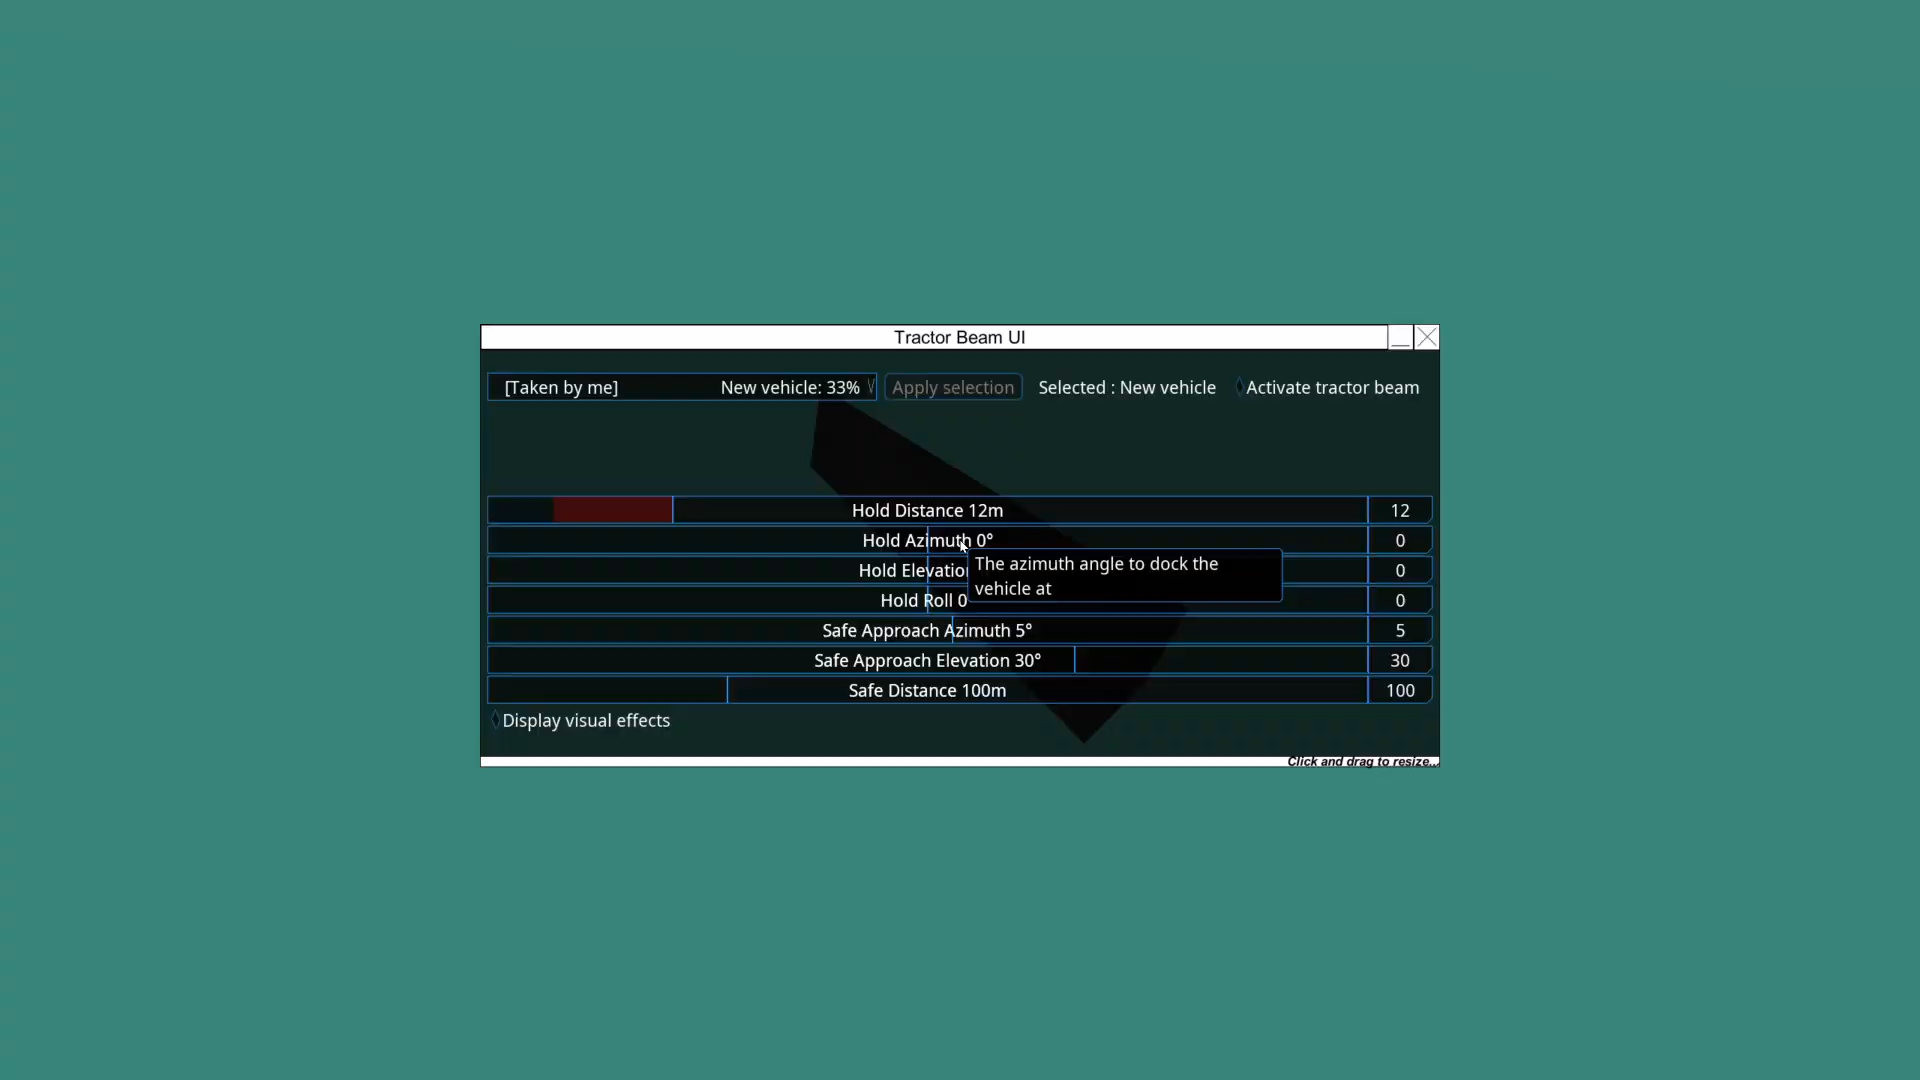 Tractor Beam UI
[Taken by me] New vehicle: 33% Apply selection Selected : New vehicle Activate tractor beam
Hold Distance 12m 12
Hold Azimuth 0° 0
The azimuth angle to dock the
vehicle at
Hold Elevation 0
Hold Roll 0 0
Safe Approach Azimuth 5° 5
Safe Approach Elevation 30° 30
Safe Distance 100m 100
Display visual effects
Click and drag to resize...